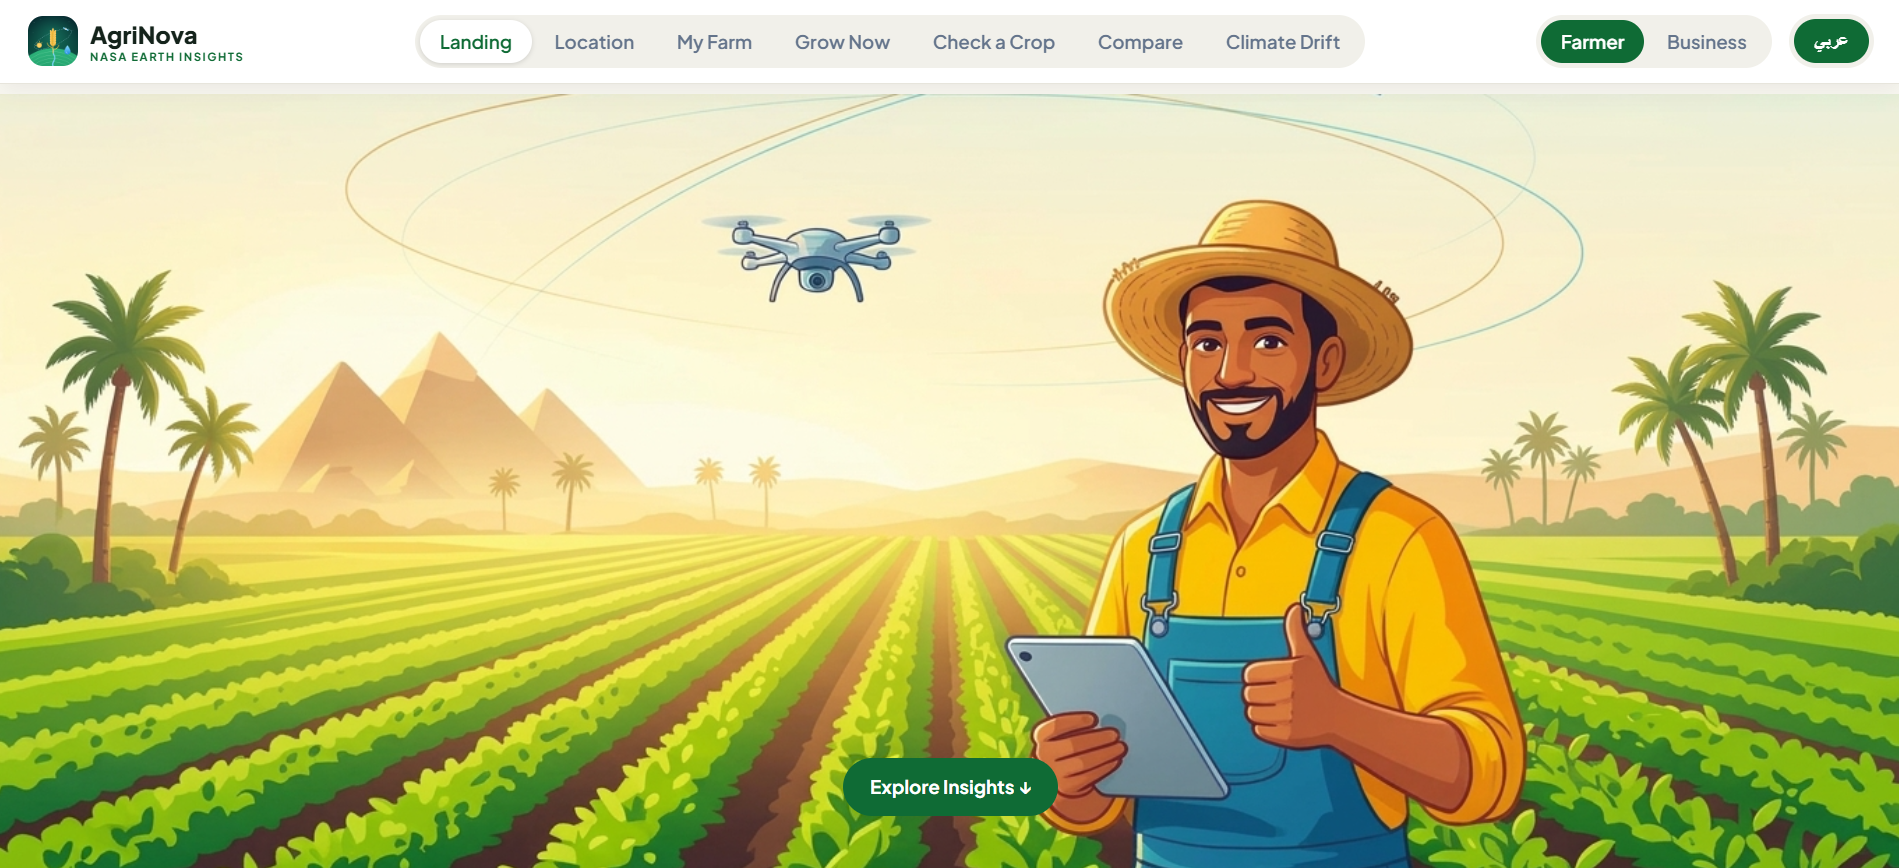 AgriNova
NASA EARTH INSIGHTS
Landing
Location
My Farm
Grow Now
Check a Crop
Compare
Climate Drift
Farmer
Business
عربي
Explore Insights ↓